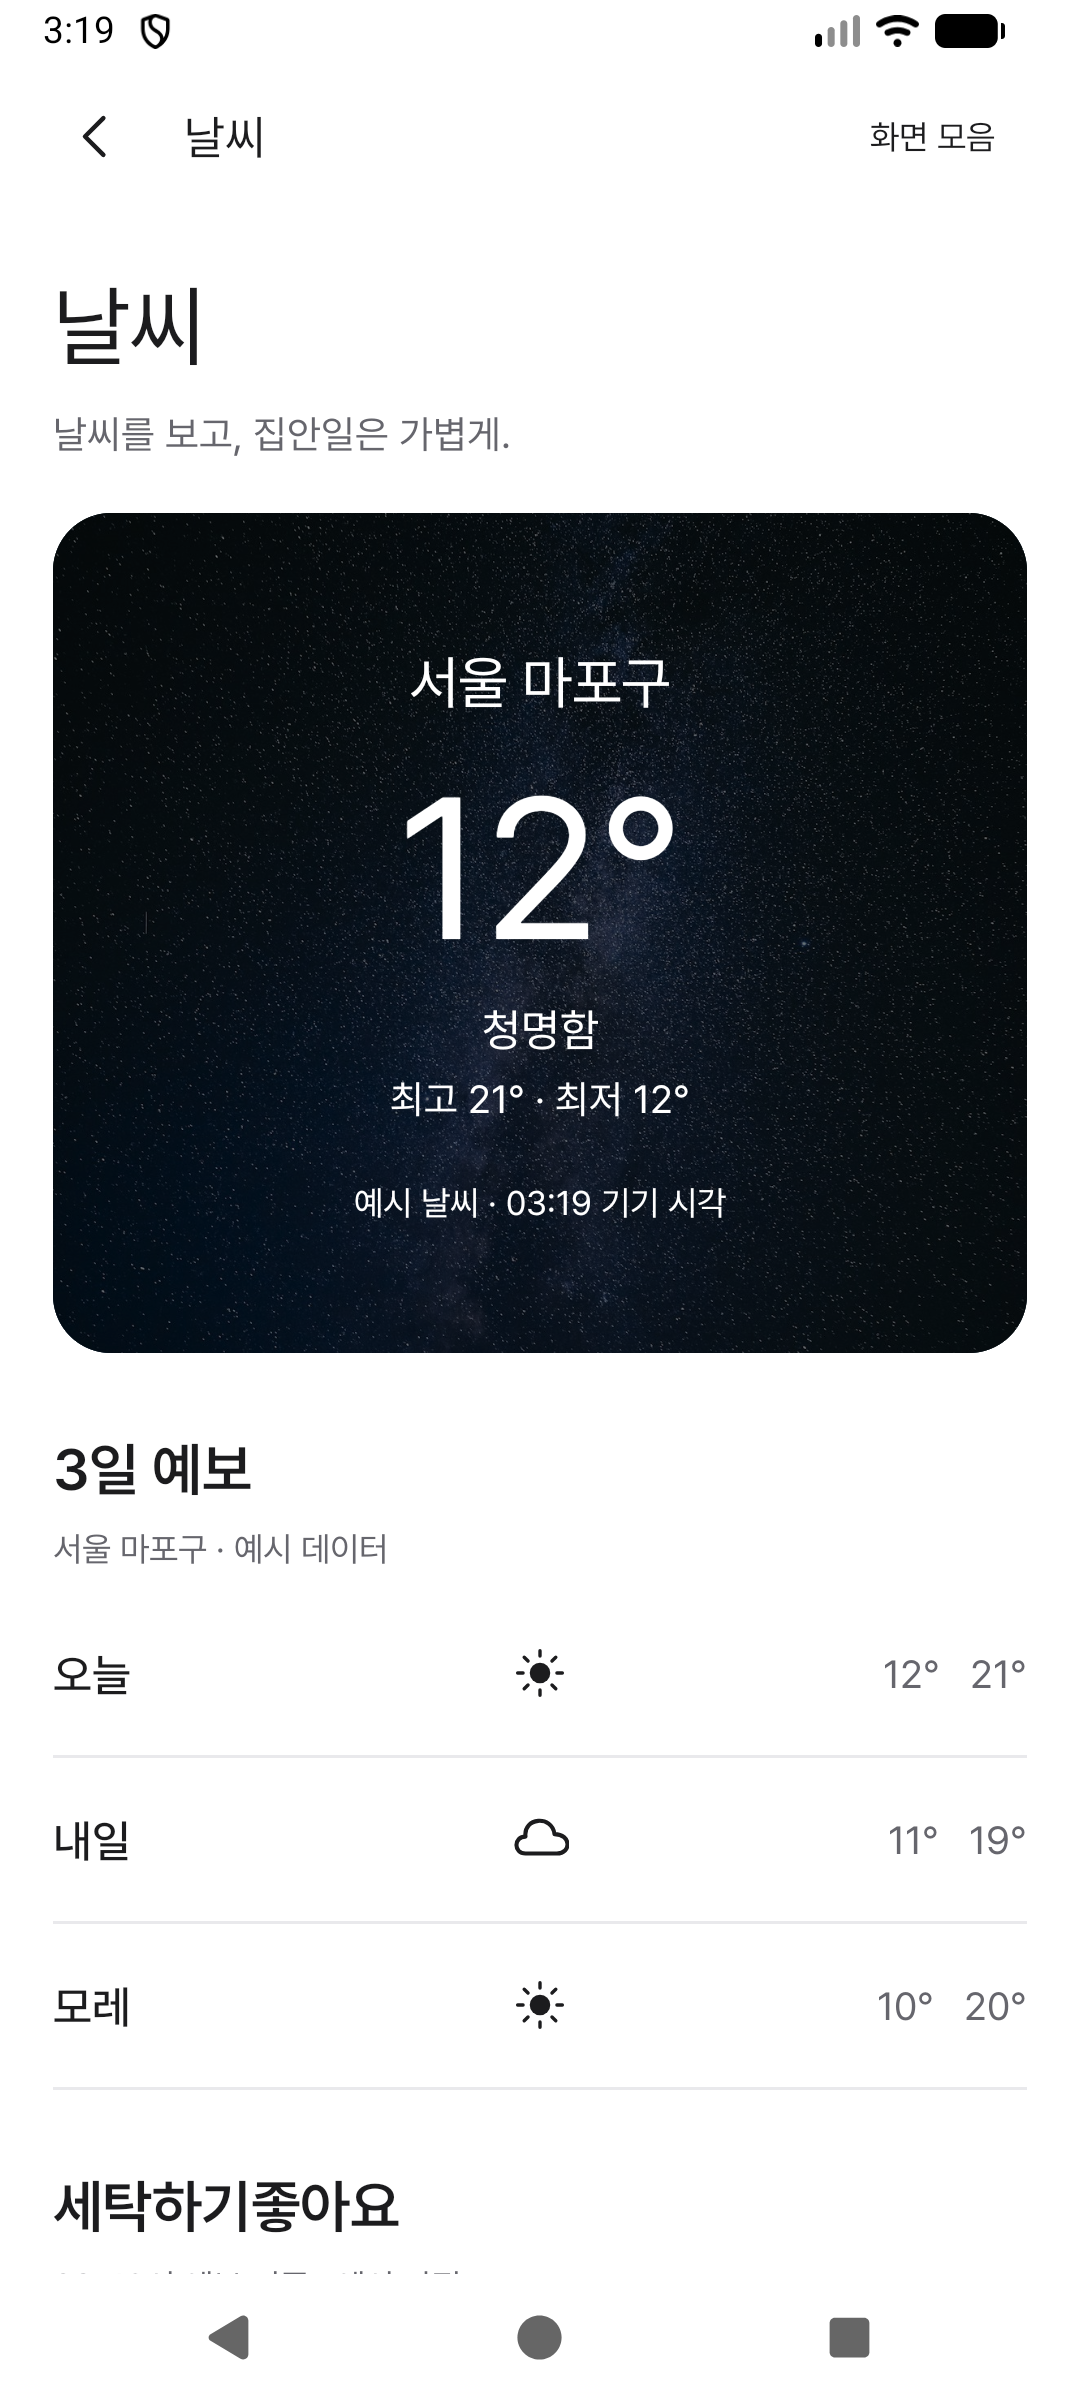 3:19
날씨
화면 모음
날씨
날씨를 보고, 집안일은 가볍게.
서울 마포구
12°
청명함
최고 21° · 최저 12°
예시 날씨 · 03:19 기기 시각
3일 예보
서울 마포구 · 예시 데이터
오늘 12° 21°
내일 11° 19°
모레 10° 20°
세탁하기좋아요